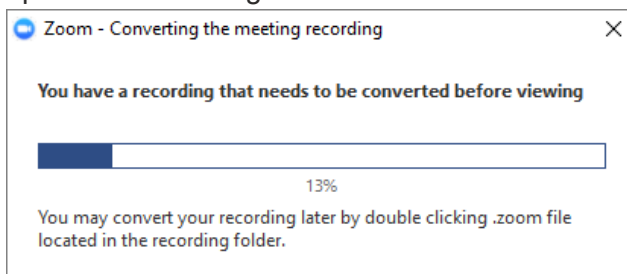 Zoom - Converting the meeting recording
You have a recording that needs to be converted before viewing
13%
You may convert your recording later by double clicking .zoom file
located in the recording folder.